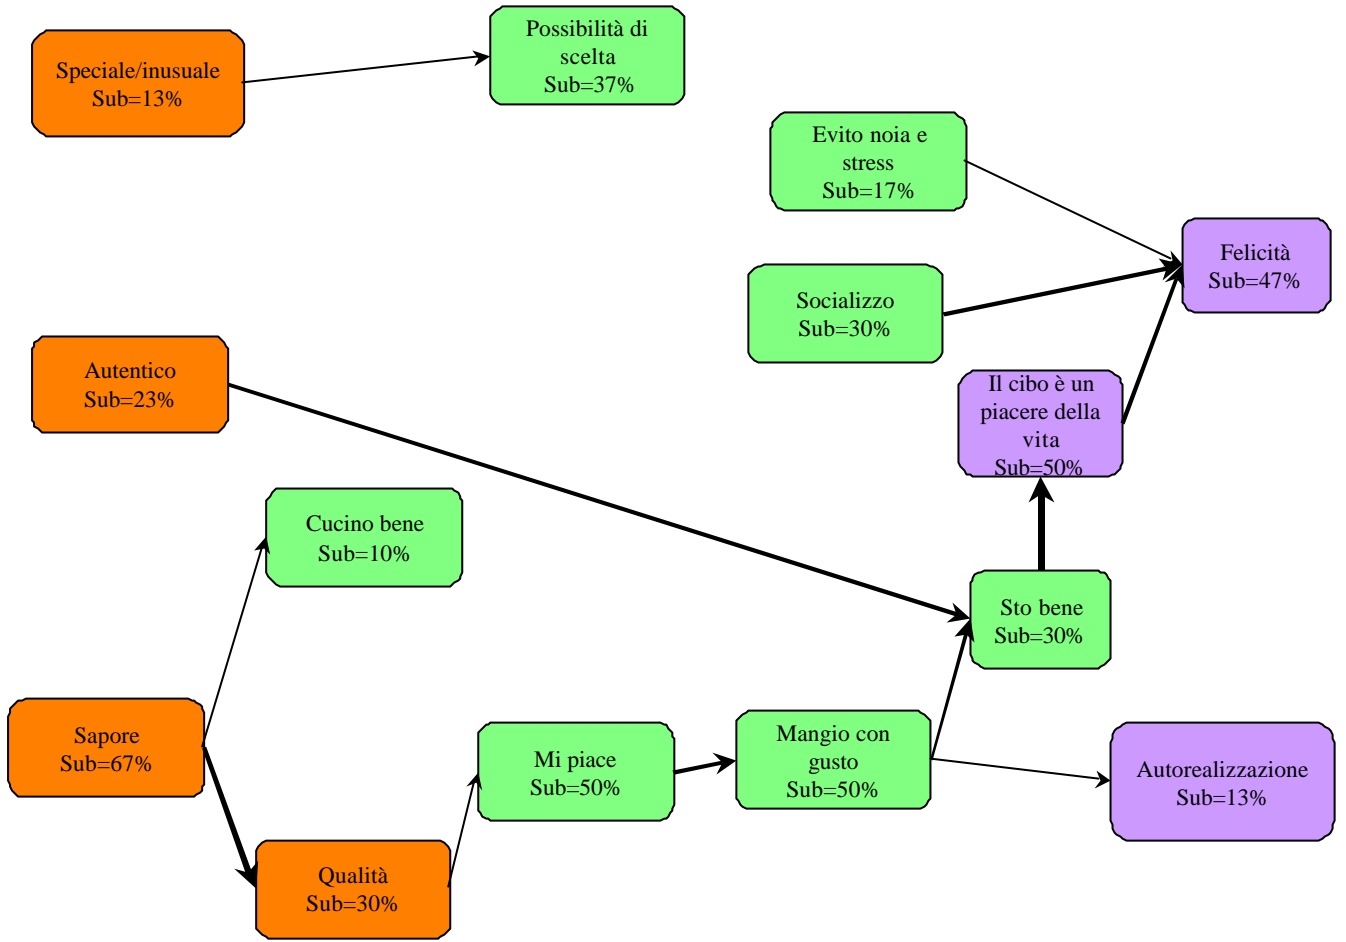 Possibilità di
scelta
Sub=37%
Speciale/inusuale
Sub=13%
Evito noia e
stress
Sub=17%
Felicità
Sub=47%
Socializzo
Sub=30%
Autentico
Sub=23%
Il cibo è un
piacere della
vita
Sub=50%
Cucino bene
Sub=10%
Sto bene
Sub=30%
Sapore
Sub=67%
Mi piace
Sub=50%
Mangio con
gusto
Sub=50%
Autorealizzazione
Sub=13%
Qualità
Sub=30%